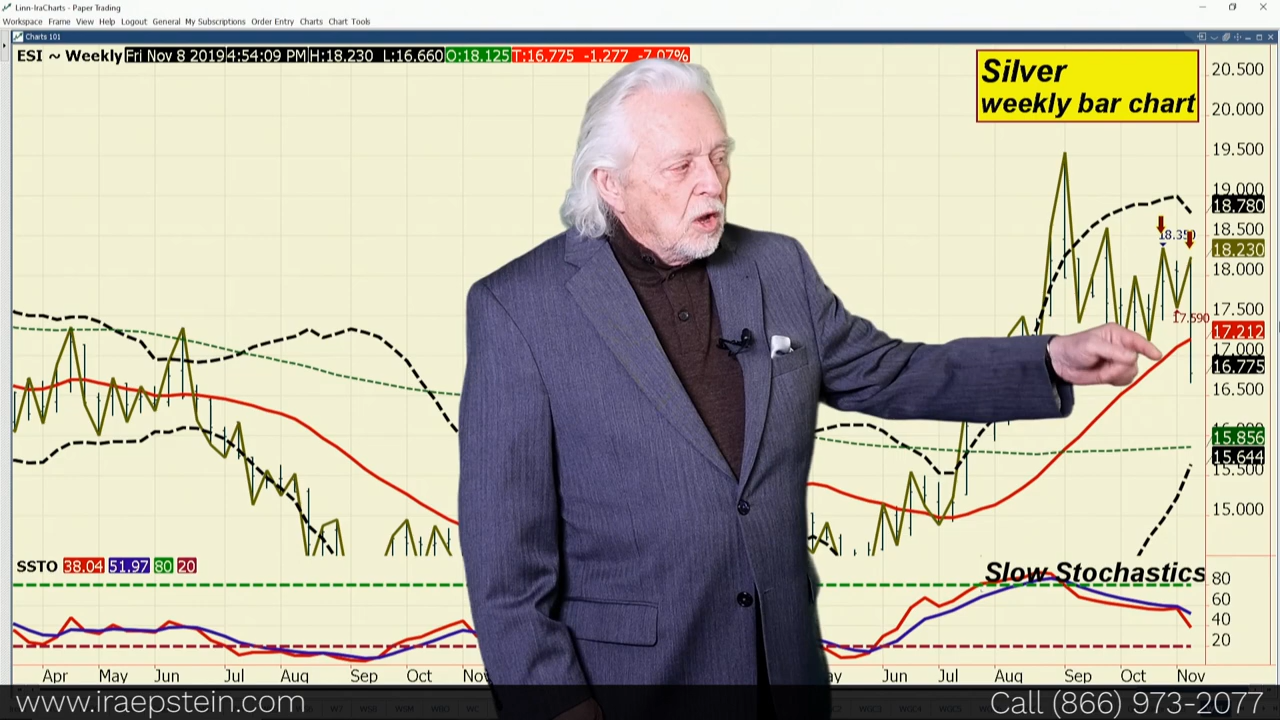 Linn-IraCharts - Paper Trading
Workspace Frame View Help Logout General My Subscriptions Order Entry Charts Chart Tools
Charts 101
ESI ~ Weekly Fri Nov 8 2019 4:54:09 PM H:18.230 L:16.660 O:18.125 T:16.775 -1.277 -7.07%
Silver
weekly bar chart
20.500
20.000
19.500
19.000
18.780
18.500
18.350
18.230
18.000
17.500
17.590
17.212
17.000
16.775
16.500
15.856
15.644
15.500
15.000
SSTO 38.04 51.97 80 20
Slow Stochastics
80
60
40
20
Apr May Jun Jul Aug Sep Oct Nov Jun Jul Aug Sep Oct Nov
www.iraepstein.com
Call (866) 973-2077